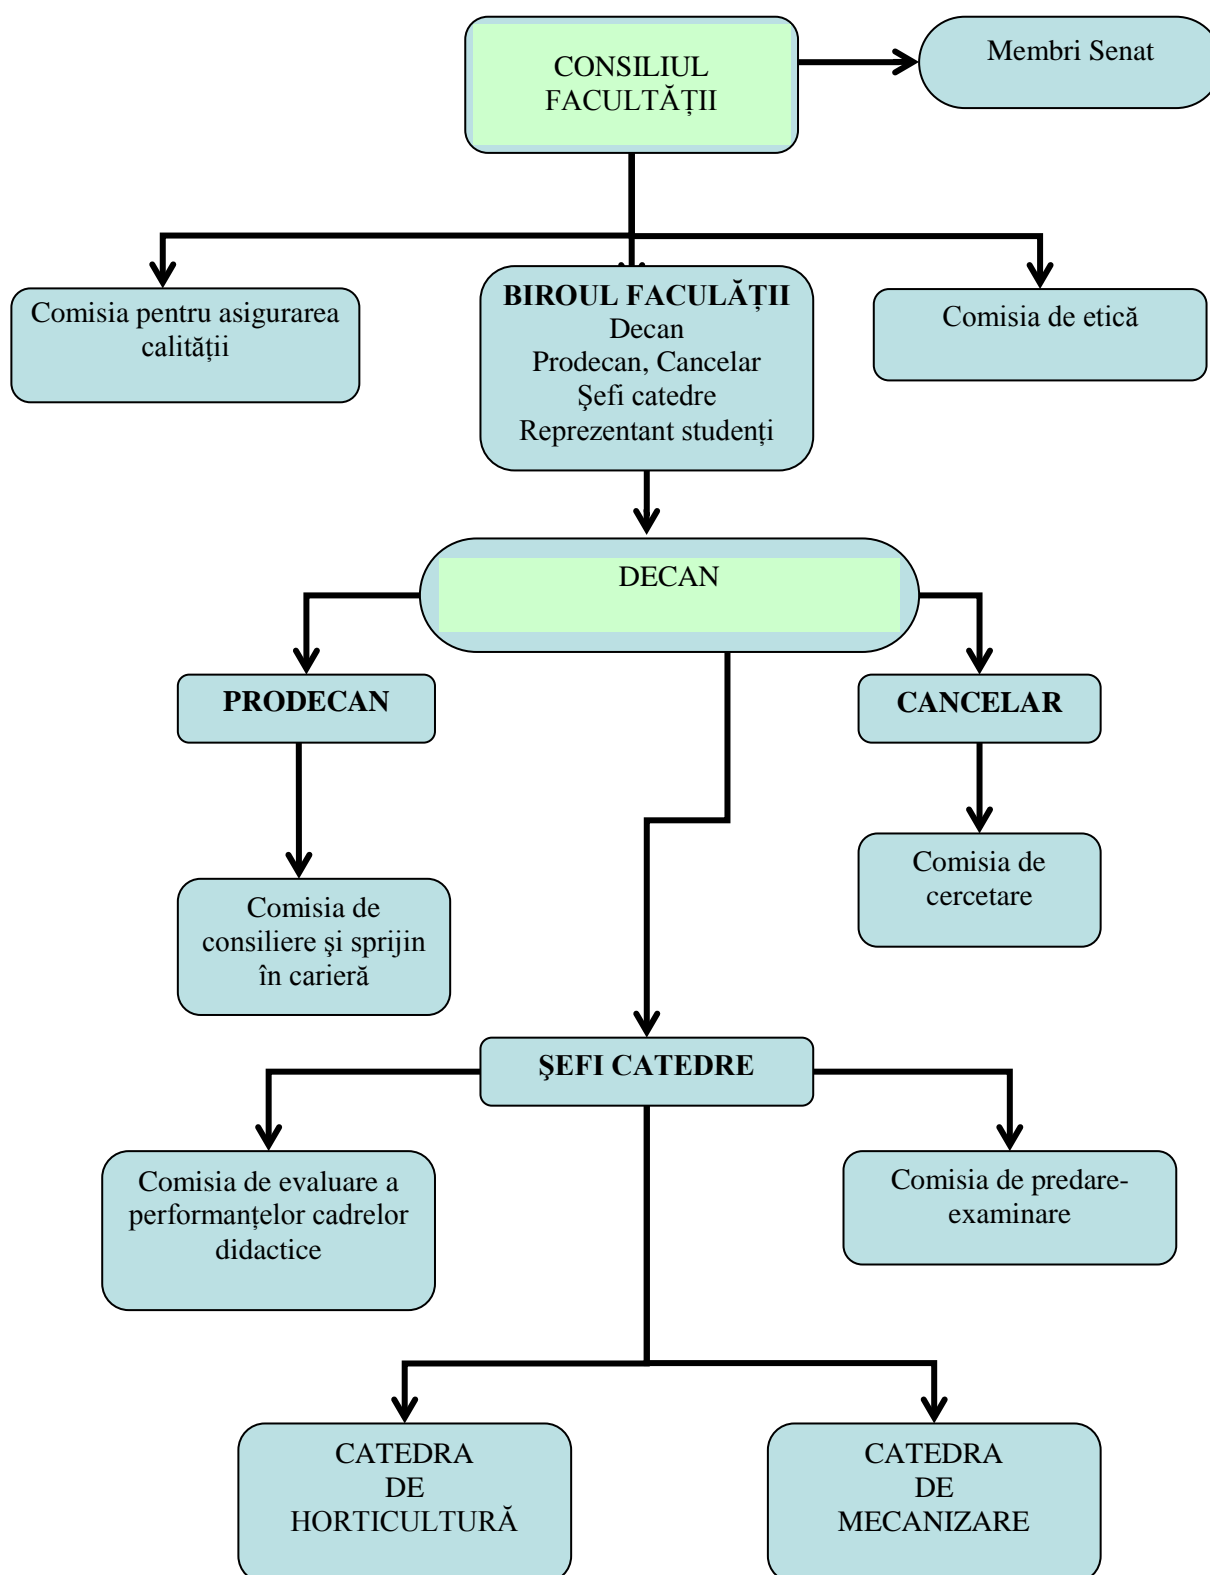 CONSILIUL
FACULTĂȚII
Membri Senat
Comisia pentru asigurarea
calității
BIROUL FACULĂȚII
Decan
Prodecan, Cancelar
Şefi catedre
Reprezentant studenți
Comisia de etică
DECAN
PRODECAN
CANCELAR
Comisia de
consiliere şi sprijin
în carieră
Comisia de
cercetare
ŞEFI CATEDRE
Comisia de evaluare a
performanțelor cadrelor
didactice
Comisia de predare-
examinare
CATEDRA
DE
HORTICULTURĂ
CATEDRA
DE
MECANIZARE